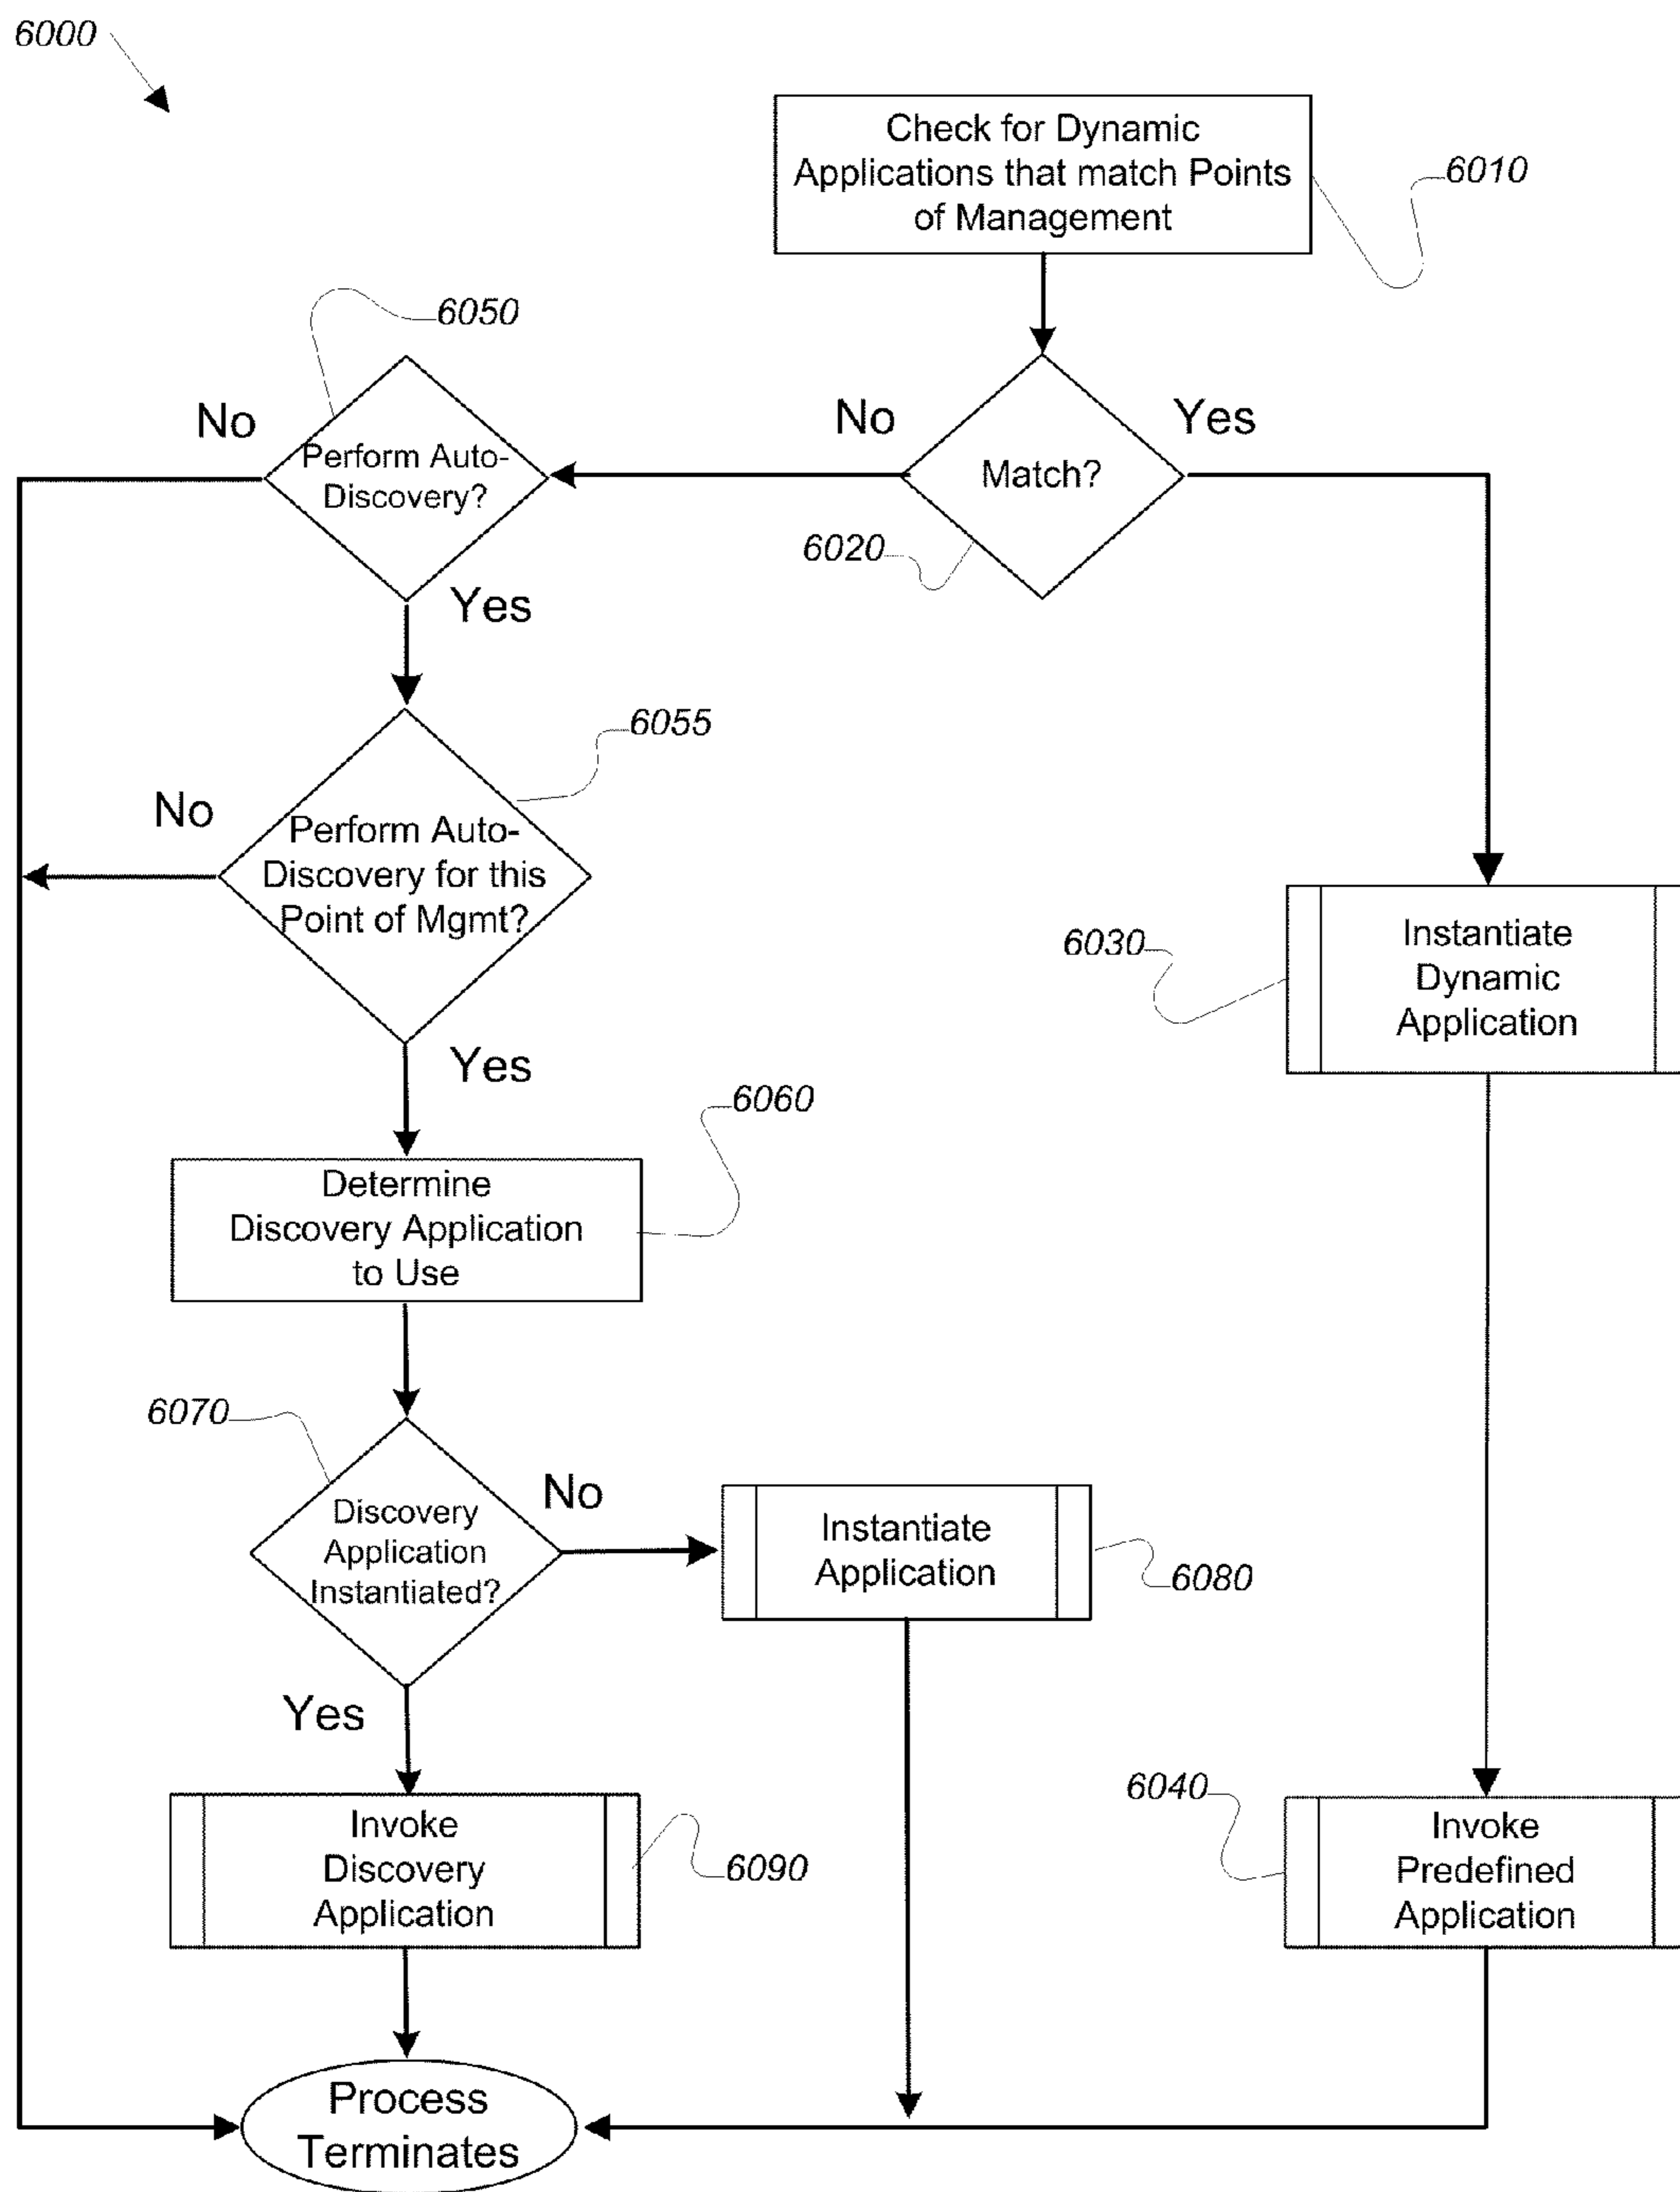 6000
Check for Dynamic
Applications that match Points
of Management
6010
6050
No
Perform Auto-
Discovery?
Yes
No
Yes
Match?
6020
6055
No
Perform Auto-
Discovery for this
Point of Mgmt?
Yes
6030
Instantiate
Dynamic
Application
6060
Determine
Discovery Application
to Use
6070
Discovery
Application
Instantiated?
No
Instantiate
Application
6080
Yes
Invoke
Discovery
Application
6090
6040
Invoke
Predefined
Application
Process
Terminates